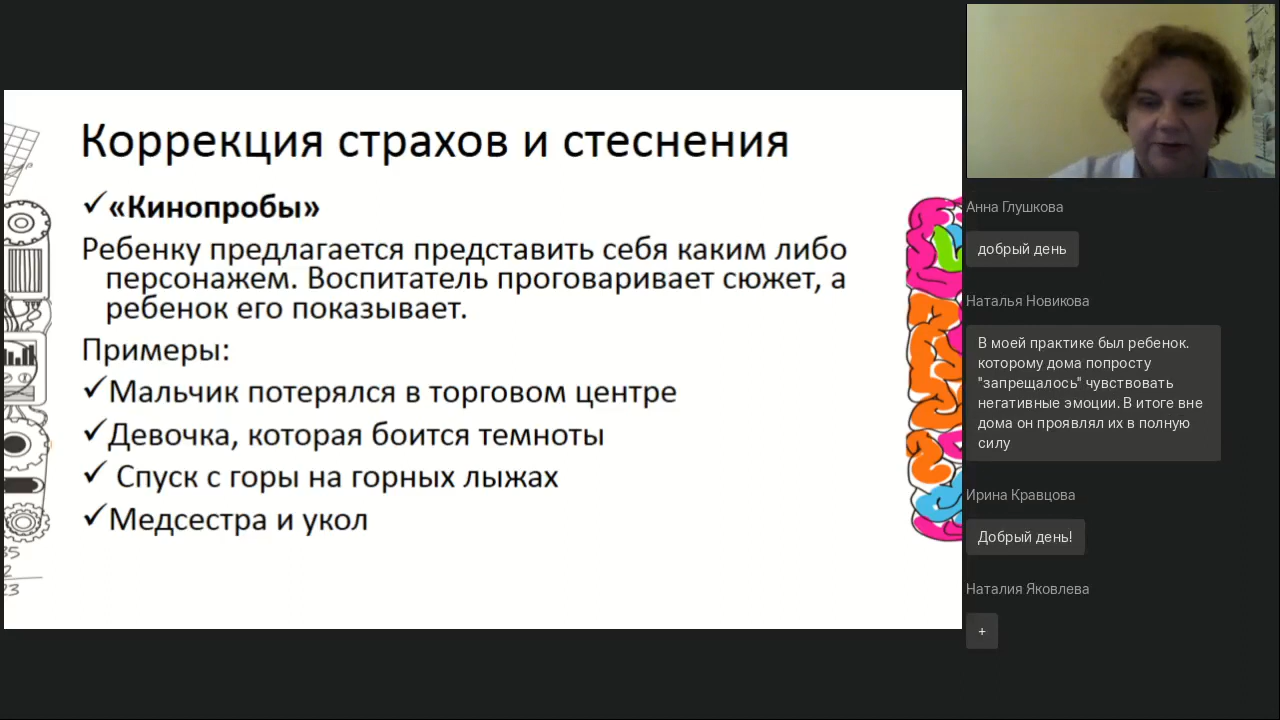 Коррекция страхов и стеснения
✓«Кинопробы»
Ребенку предлагается представить себя каким либо
персонажем. Воспитатель проговаривает сюжет, а
ребенок его показывает.
Примеры:
✓Мальчик потерялся в торговом центре
✓Девочка, которая боится темноты
✓ Спуск с горы на горных лыжах
✓Медсестра и укол
Анна Глушкова
добрый день
Наталья Новикова
В моей практике был ребенок.
которому дома попросту
"запрещалось" чувствовать
негативные эмоции. В итоге вне
дома он проявлял их в полную
силу
Ирина Кравцова
Добрый день!
Наталия Яковлева
+